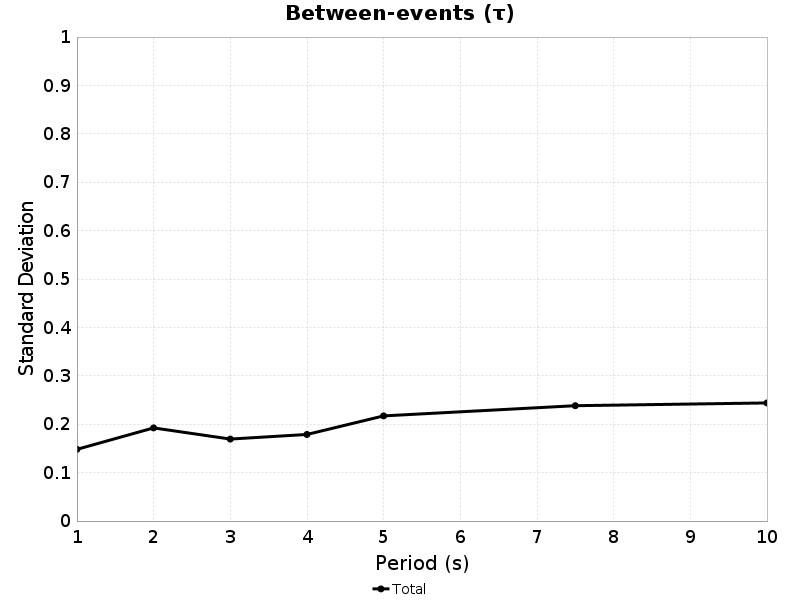 Between-events (τ)
1
0.9
0.8
0.7
0.6
0.5
0.4
0.3
0.2
0.1
0
Standard Deviation
1 2 3 4 5 6 7 8 9 10
Period (s)
Total